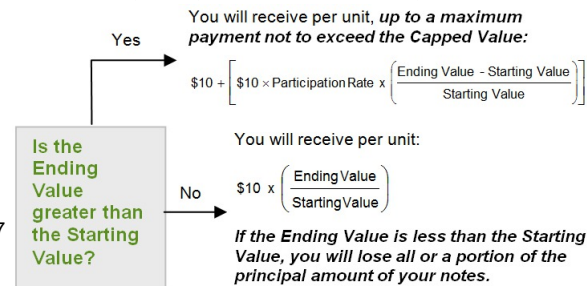 You will receive per unit, up to a maximum
payment not to exceed the Capped Value:
Yes
$10 + [ $10 × Participation Rate x ( Ending Value - Starting Value / Starting Value ) ]
Is the
Ending
Value
greater than
the Starting
Value?
You will receive per unit:
No
$10 x ( Ending Value / Starting Value )
If the Ending Value is less than the Starting
Value, you will lose all or a portion of the
principal amount of your notes.